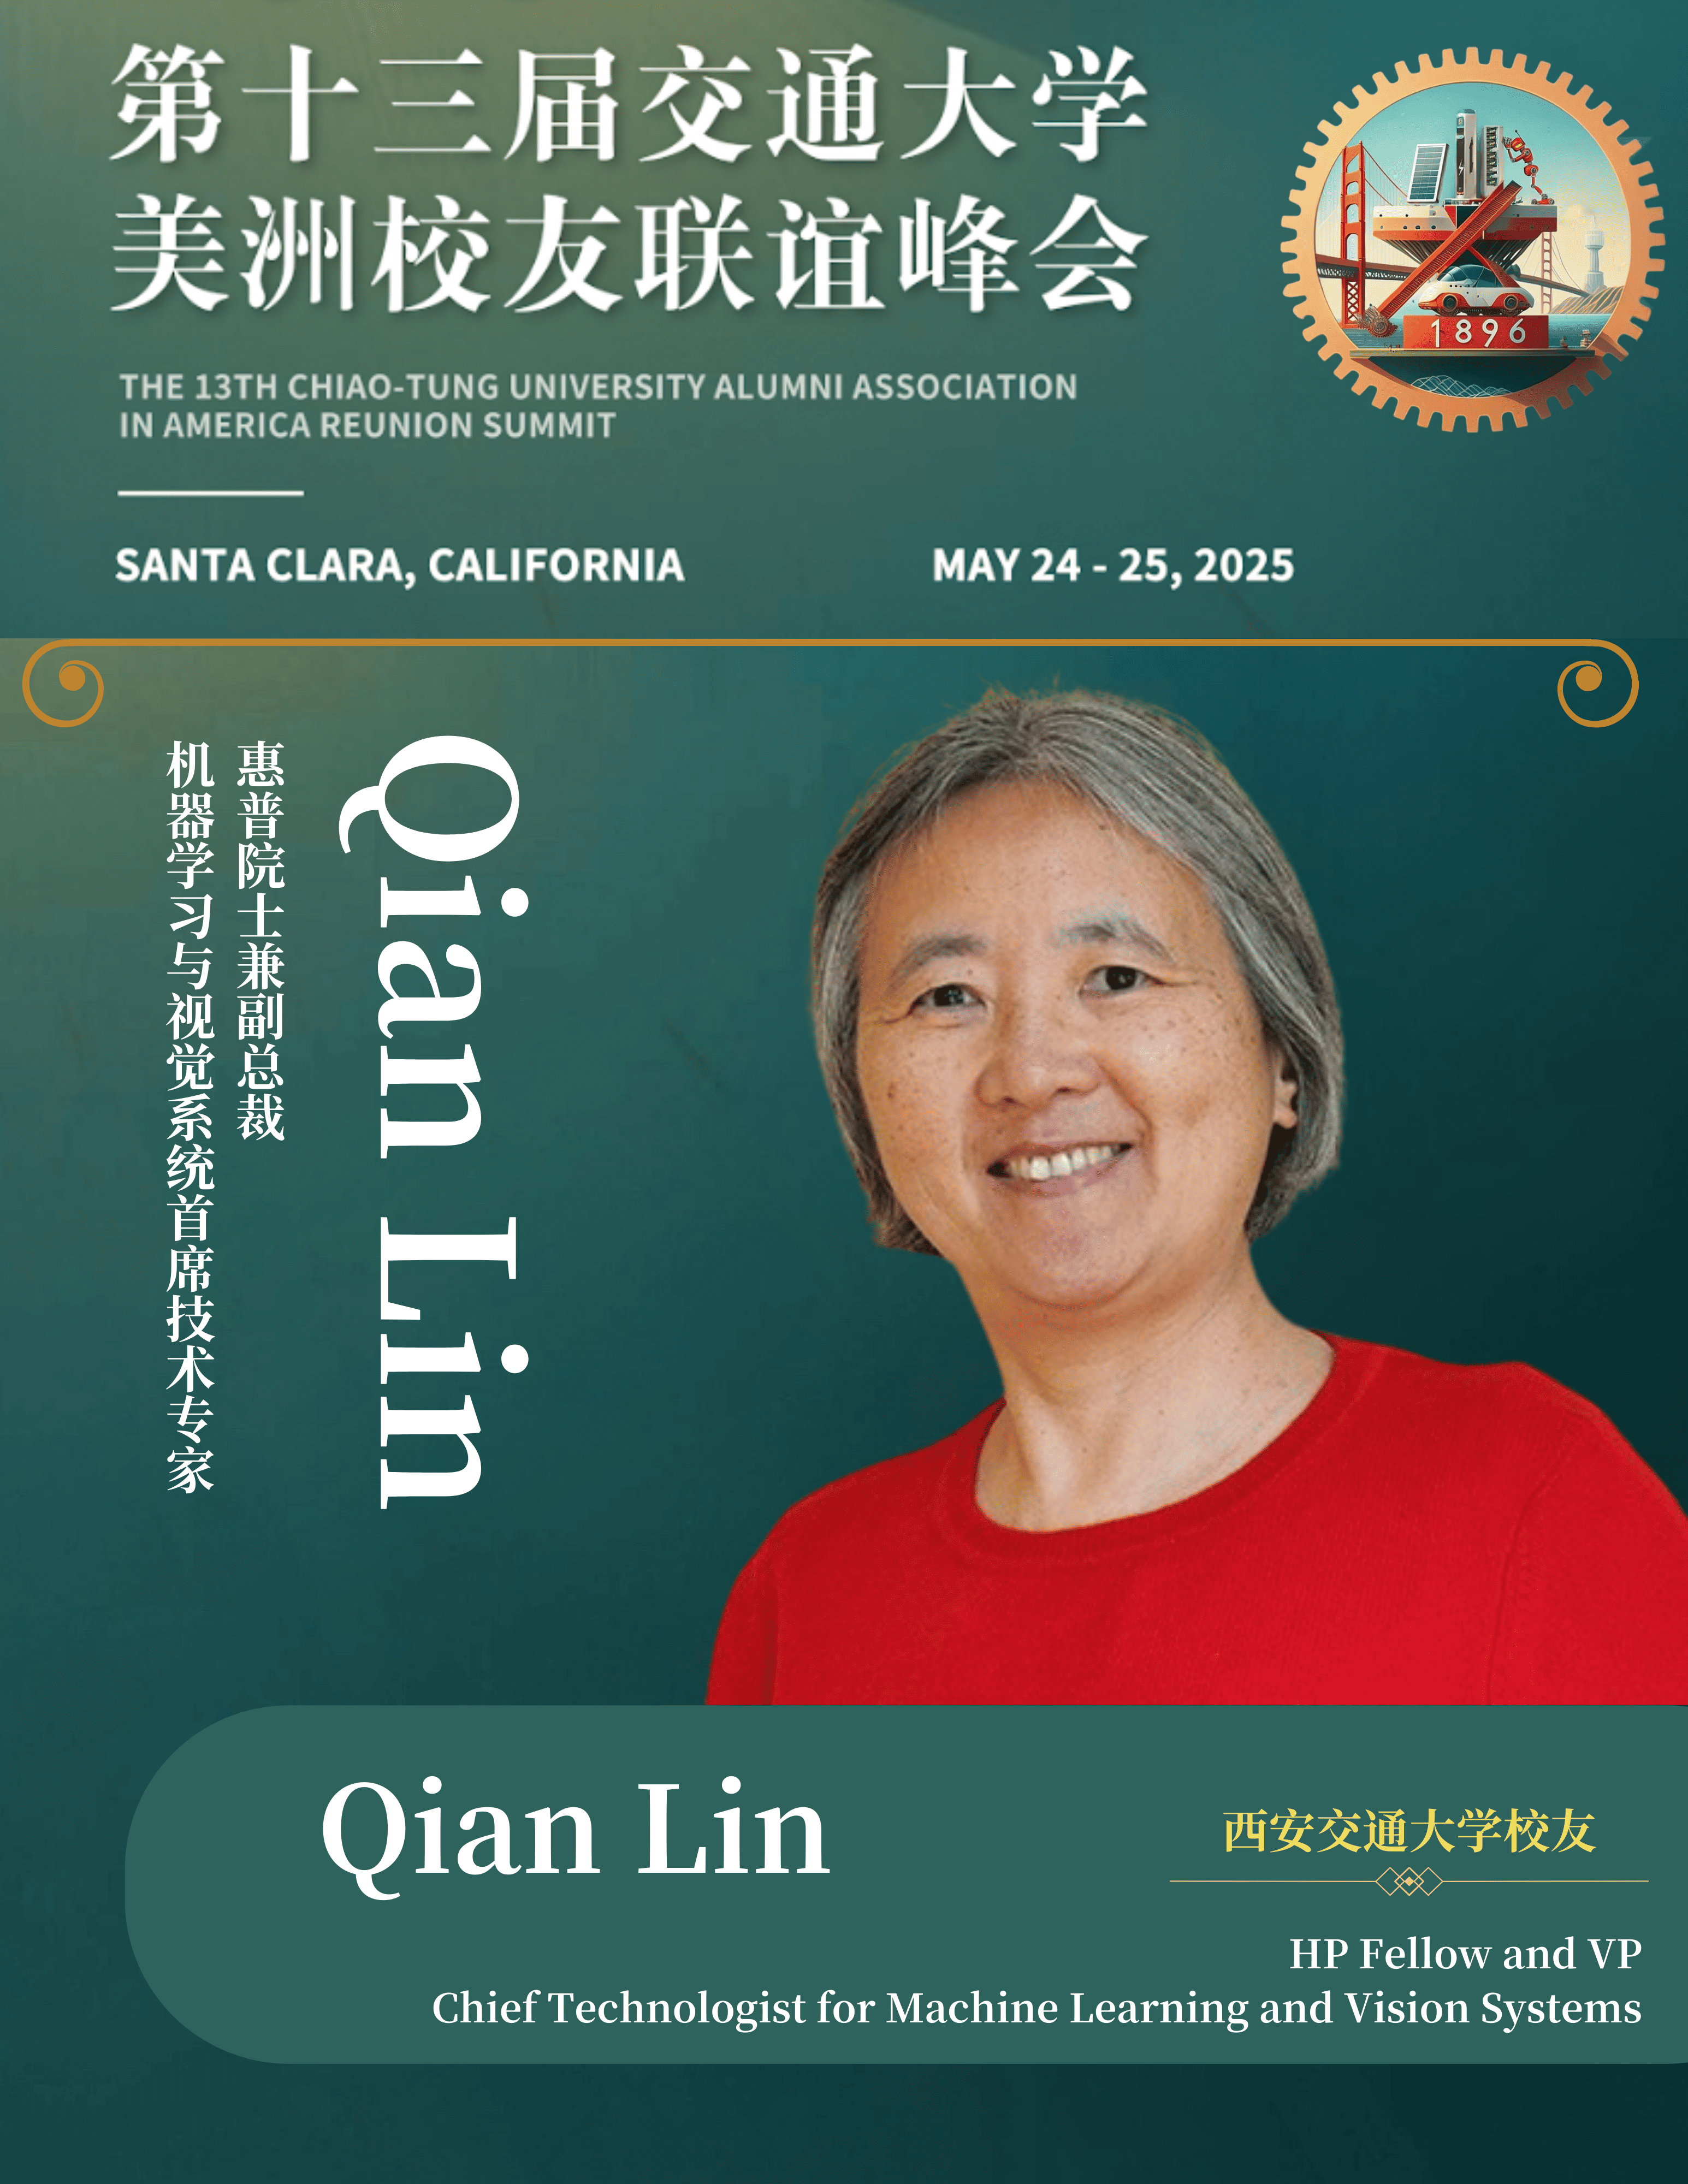 第十三届交通大学
美洲校友联谊峰会
THE 13TH CHIAO-TUNG UNIVERSITY ALUMNI ASSOCIATION
IN AMERICA REUNION SUMMIT
SANTA CLARA, CALIFORNIA
MAY 24 - 25, 2025
1896
Qian Lin
惠普院士兼副总裁
机器学习与视觉系统首席技术专家
Qian Lin
西安交通大学校友
HP Fellow and VP
Chief Technologist for Machine Learning and Vision Systems